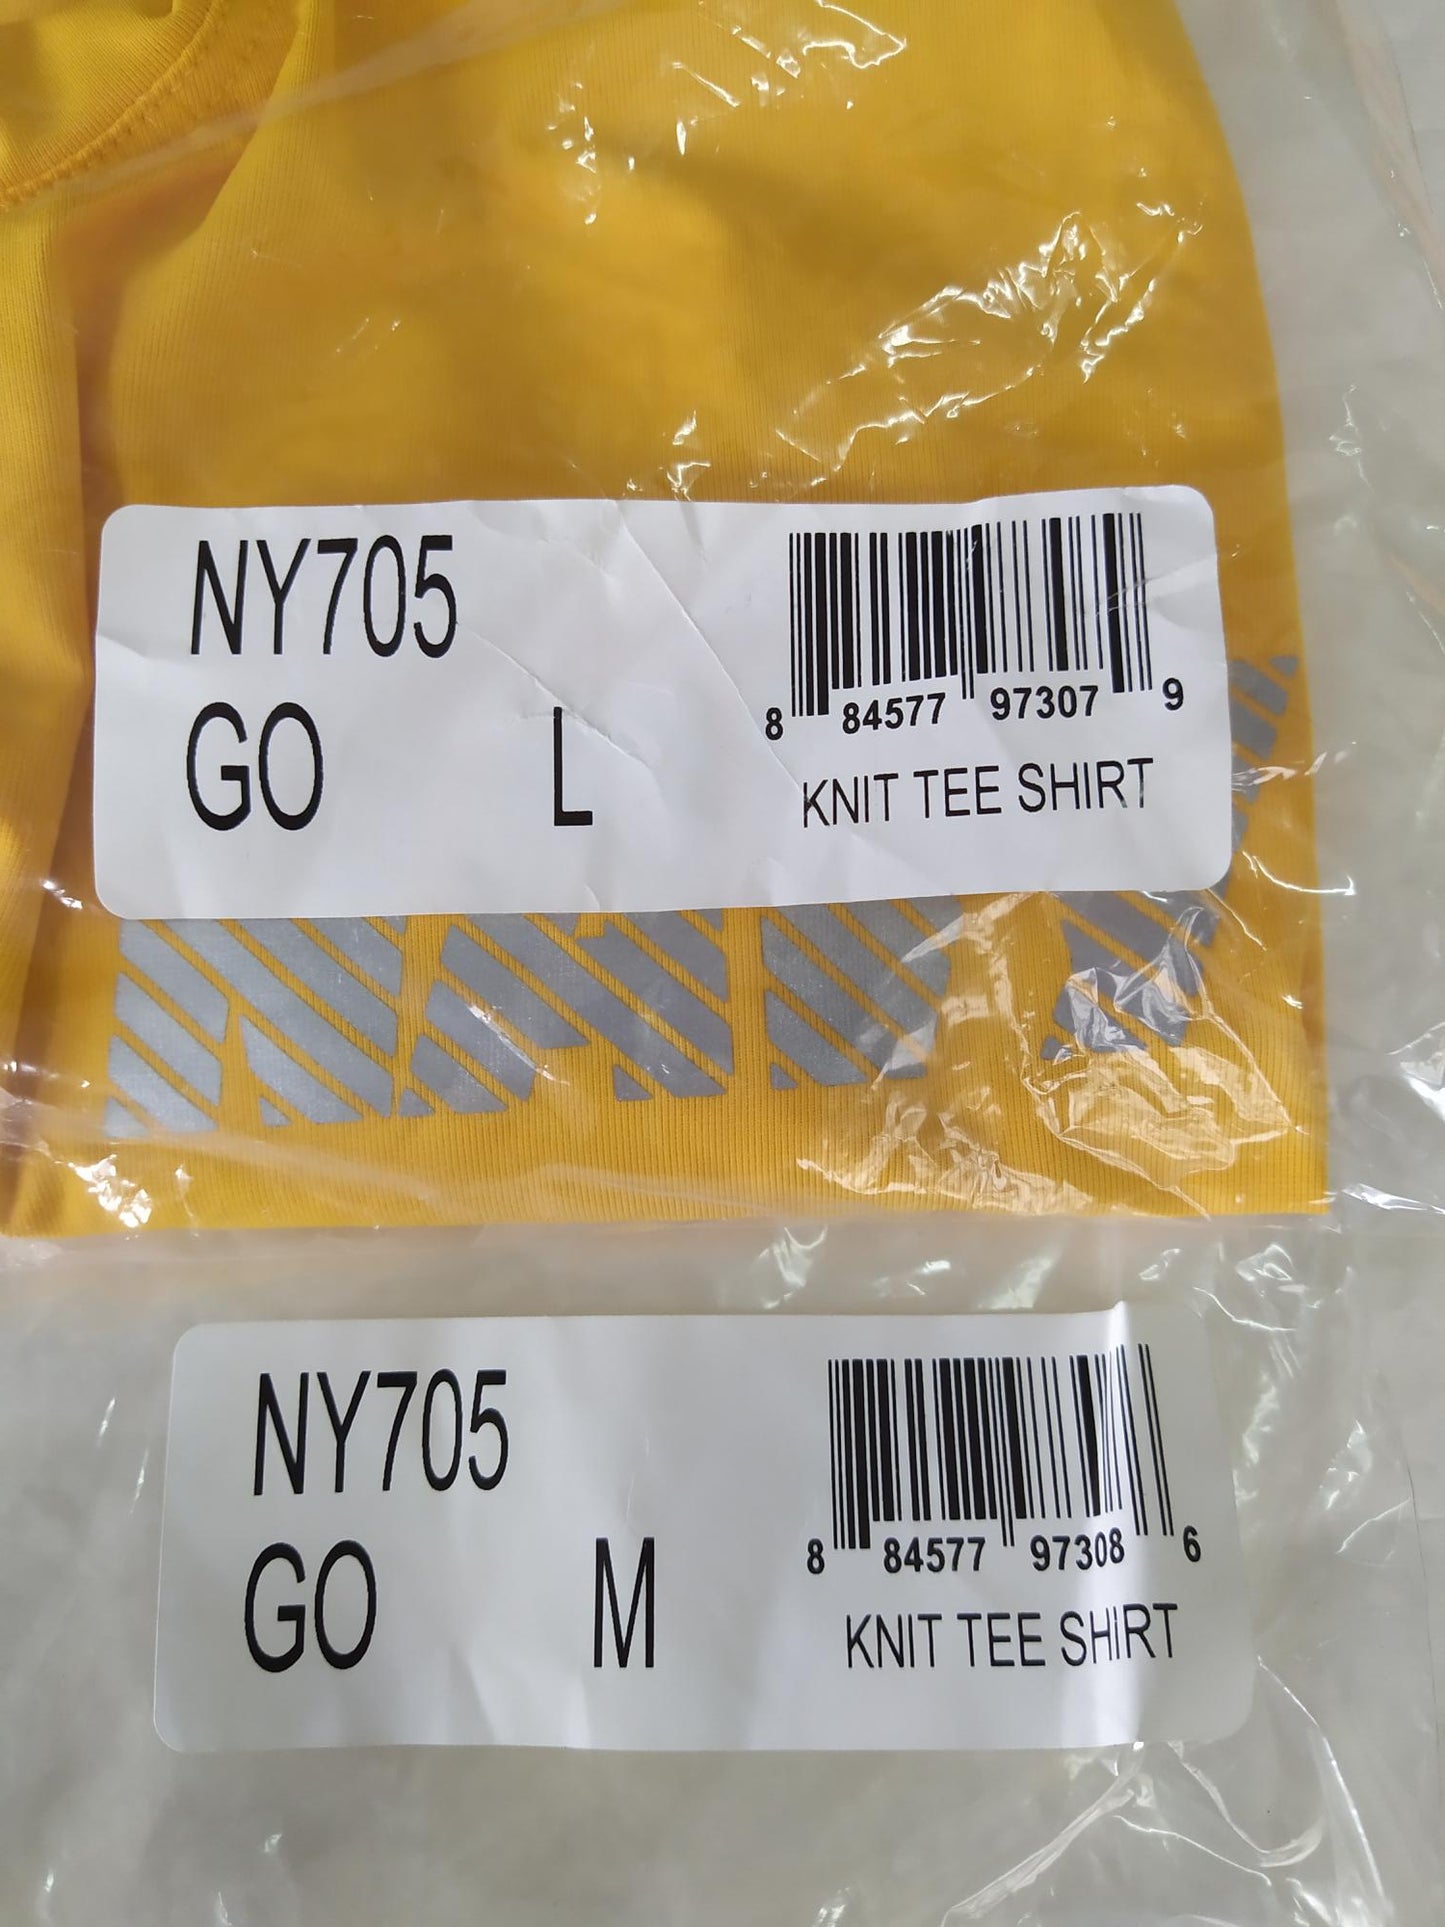 NY705
GO L
8 84577 97307 9
KNIT TEE SHIRT
NY705
GO M
8 84577 97308 6
KNIT TEE SHIRT